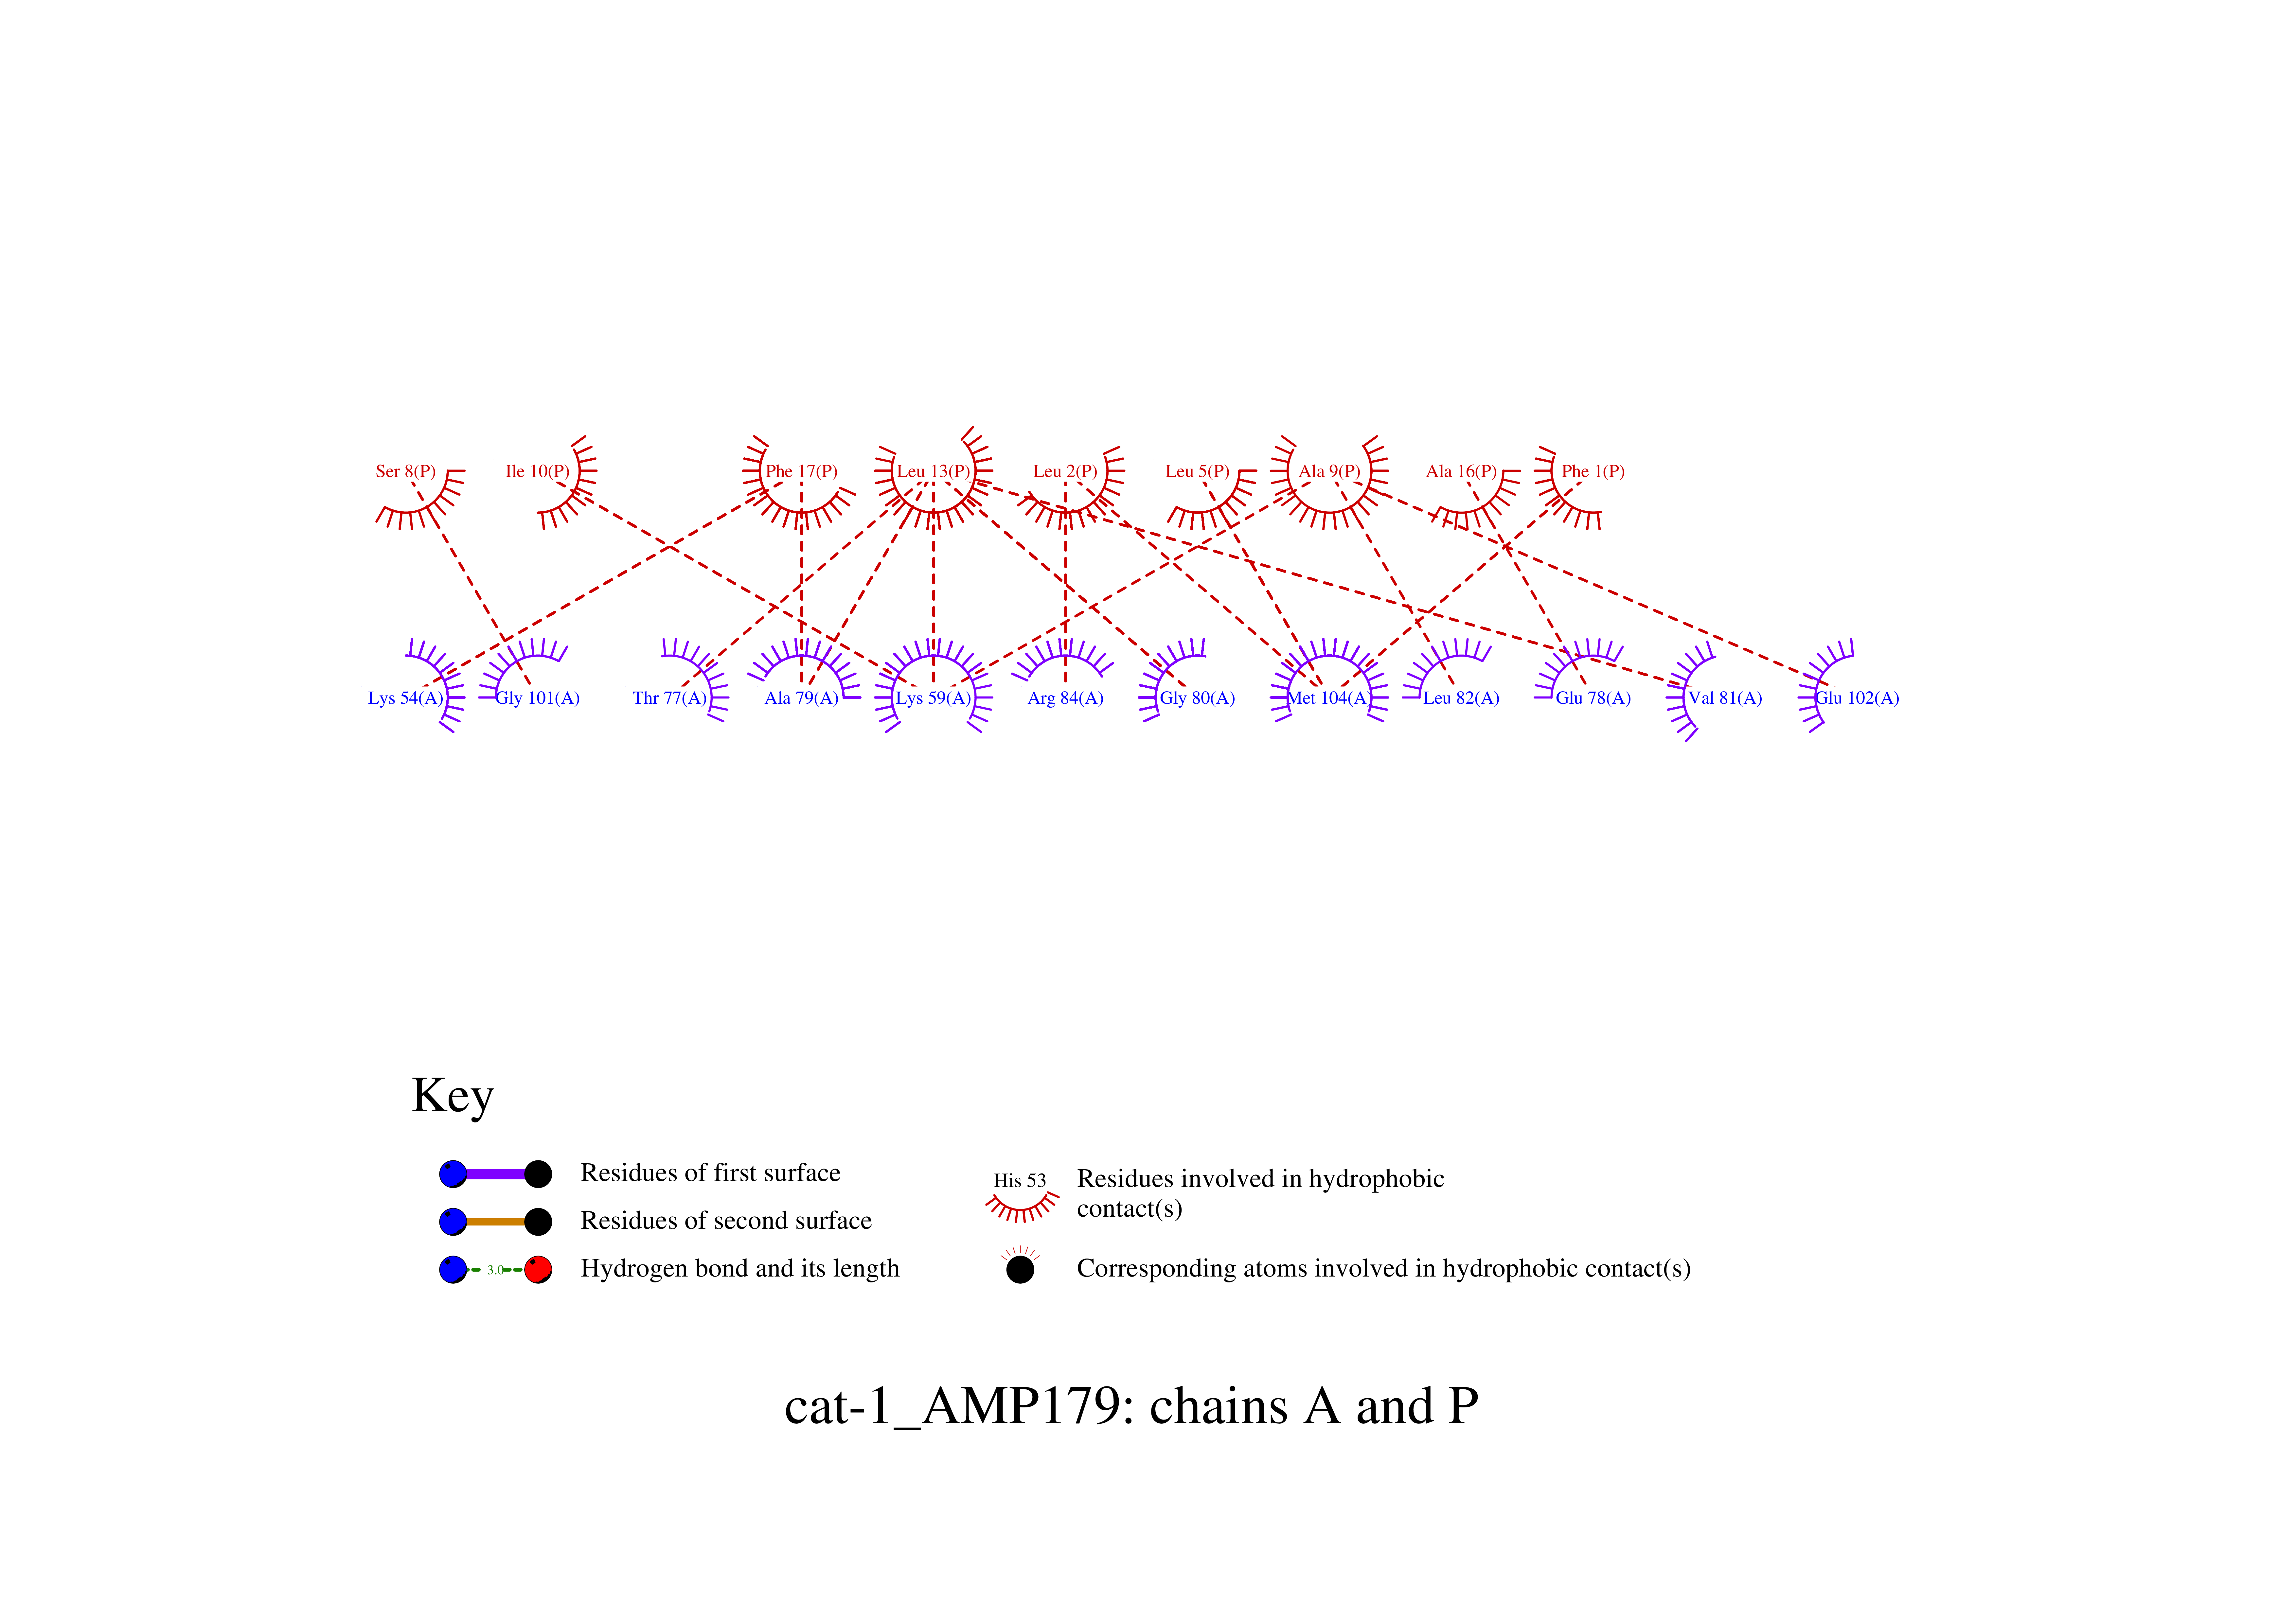 Ser 8(P) Ile 10(P) Phe 17(P) Leu 13(P) Leu 2(P) Leu 5(P) Ala 9(P) Ala 16(P) Phe 1(P)
Lys 54(A) Gly 101(A) Thr 77(A) Ala 79(A) Lys 59(A) Arg 84(A) Gly 80(A) Met 104(A) Leu 82(A) Glu 78(A) Val 81(A) Glu 102(A)
Key
Residues of first surface
Residues of second surface
3.0 Hydrogen bond and its length
His 53 Residues involved in hydrophobic
contact(s)
Corresponding atoms involved in hydrophobic contact(s)
cat-1_AMP179: chains A and P